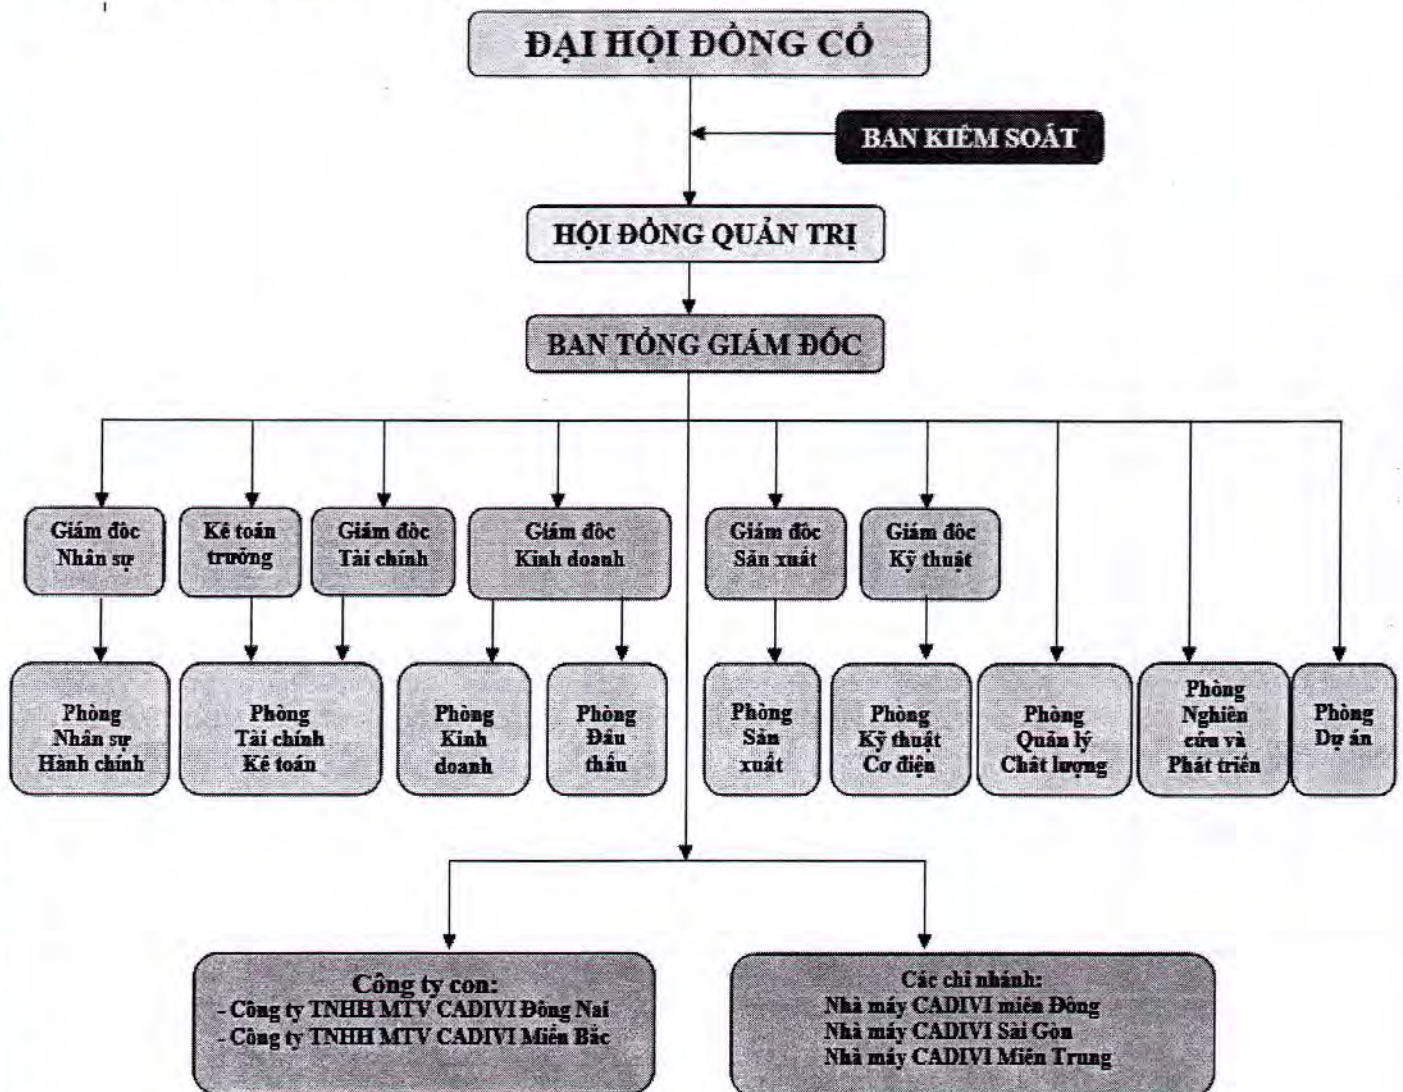 ĐẠI HỘI ĐỒNG CỔ
BAN KIỂM SOÁT
HỘI ĐỒNG QUẢN TRỊ
BAN TỔNG GIÁM ĐỐC
Giám đốc
Nhân sự
Kế toán
trưởng
Giám đốc
Tài chính
Giám đốc
Kinh doanh
Giám đốc
Sản xuất
Giám đốc
Kỹ thuật
Phòng
Nhân sự
Hành chính
Phòng
Tài chính
Kế toán
Phòng
Kinh
doanh
Phòng
Đấu
thầu
Phòng
Sản
xuất
Phòng
Kỹ thuật
Cơ điện
Phòng
Quản lý
Chất lượng
Phòng
Nghiên
cứu và
Phát triển
Phòng
Dự án
Công ty con:
- Công ty TNHH MTV CADIVI Đồng Nai
- Công ty TNHH MTV CADIVI Miền Bắc
Các chi nhánh:
Nhà máy CADIVI miền Đông
Nhà máy CADIVI Sài Gòn
Nhà máy CADIVI Miền Trung